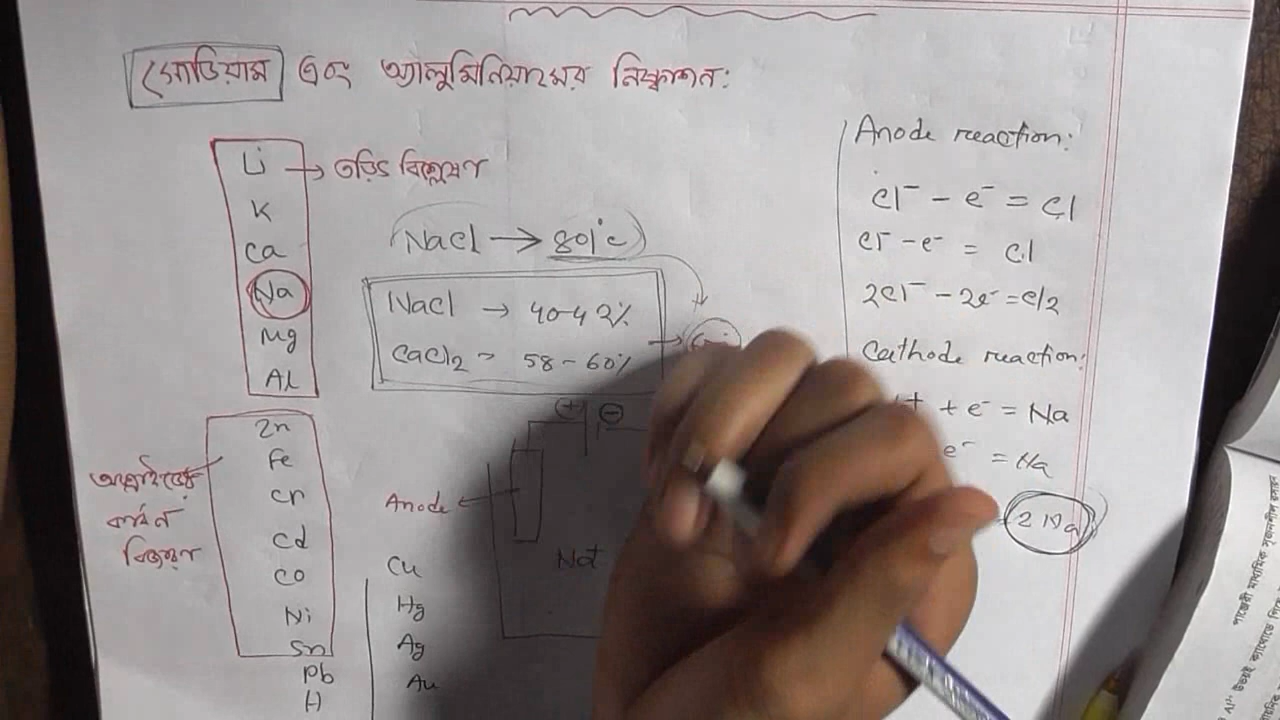 সোডিয়াম এবং অ্যালুমিনিয়ামের নিষ্কাশন:
Li → তড়িৎ বিশ্লেষণ
K
Ca
Na
Mg
Al
NaCl → 801°c
NaCl → 40-42%
CaCl2 → 58-60%
Zn
Fe
Cr
Cd
Co
Ni
Sn
Pb
H
কার্বন
বিজারণ
Cu
Hg
Ag
Au
+ −
Anode
Na+
Anode reaction:
Cl− − e− = Cl
Cl− − e− = Cl
2Cl− − 2e− = Cl2
Cathode reaction:
+ + e− = Na
e− = Na
2 Na